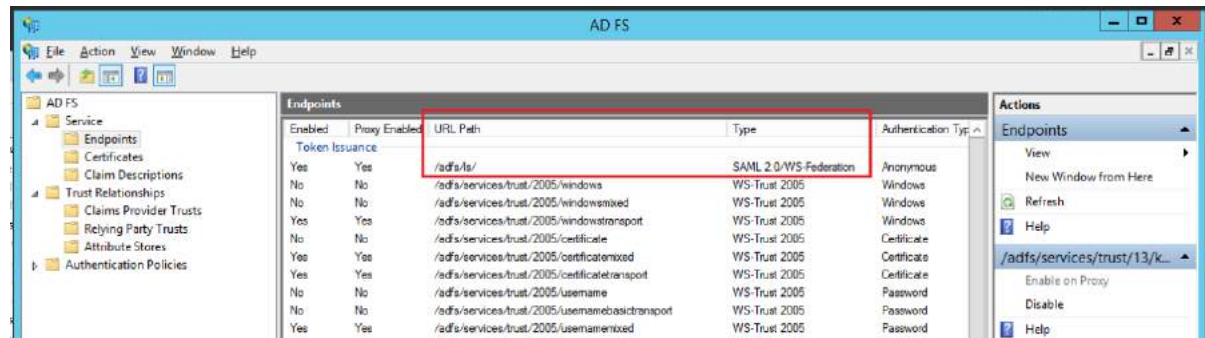 AD FS
File Action View Window Help
AD FS
Service
Endpoints
Certificates
Claim Descriptions
Trust Relationships
Claims Provider Trusts
Relying Party Trusts
Attribute Stores
Authentication Policies
Endpoints
Enabled Proxy Enabled URL Path Type Authentication Typ
Token Issuance
Yes Yes /adfs/ls/ SAML 2.0/WS-Federation Anonymous
No No /adfs/services/trust/2005/windows WS-Trust 2005 Windows
No No /adfs/services/trust/2005/windowsmixed WS-Trust 2005 Windows
Yes Yes /adfs/services/trust/2005/windowstransport WS-Trust 2005 Windows
No No /adfs/services/trust/2005/certificate WS-Trust 2005 Certificate
Yes Yes /adfs/services/trust/2005/certificatemixed WS-Trust 2005 Certificate
Yes Yes /adfs/services/trust/2005/certificatetransport WS-Trust 2005 Certificate
No No /adfs/services/trust/2005/username WS-Trust 2005 Password
No No /adfs/services/trust/2005/usernamebasictransport WS-Trust 2005 Password
Yes Yes /adfs/services/trust/2005/usernamemixed WS-Trust 2005 Password
Actions
Endpoints
View
New Window from Here
Refresh
Help
/adfs/services/trust/13/k...
Enable on Proxy
Disable
Help